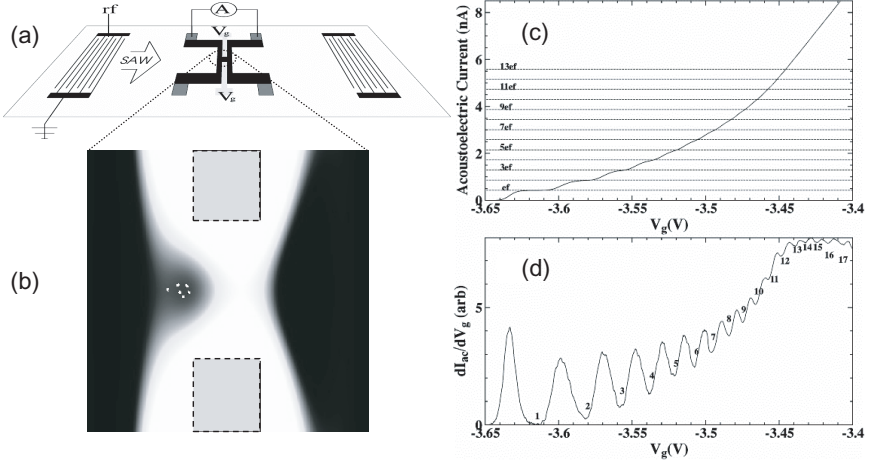 (a)
rf
A
V_g
SAW
V_g
(b)
(c)
Acoustoelectric Current (nA)
8
6
4
2
0
13ef
11ef
9ef
7ef
5ef
3ef
ef
-3.65 -3.6 -3.55 -3.5 -3.45 -3.4
V_g(V)
(d)
dI_ac/dV_g (arb)
8
4
0
1 2 3 4 5 6 7 8 9 10 11 12 13 14 15 16 17
-3.65 -3.6 -3.55 -3.5 -3.45 -3.4
V_g(V)